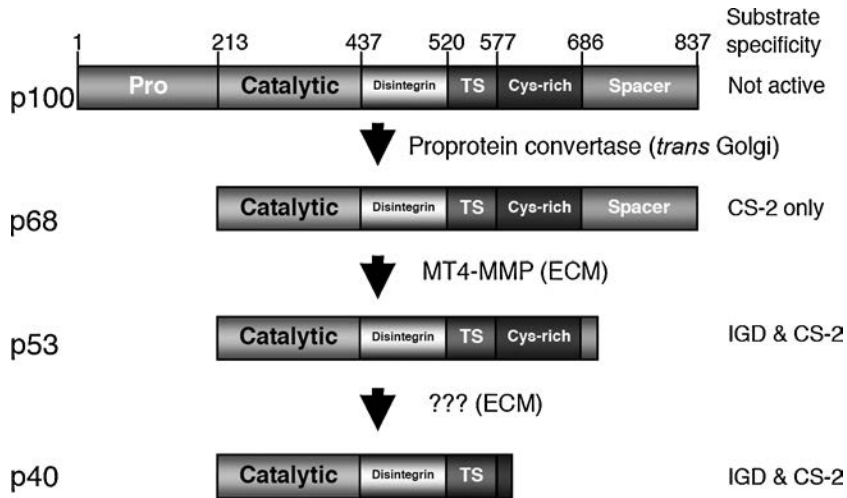 Substrate
specificity
1 213 437 520 577 686 837
p100 Pro Catalytic Disintegrin TS Cys-rich Spacer Not active
Proprotein convertase (trans Golgi)
p68 Catalytic Disintegrin TS Cys-rich Spacer CS-2 only
MT4-MMP (ECM)
p53 Catalytic Disintegrin TS Cys-rich IGD & CS-2
??? (ECM)
p40 Catalytic Disintegrin TS IGD & CS-2